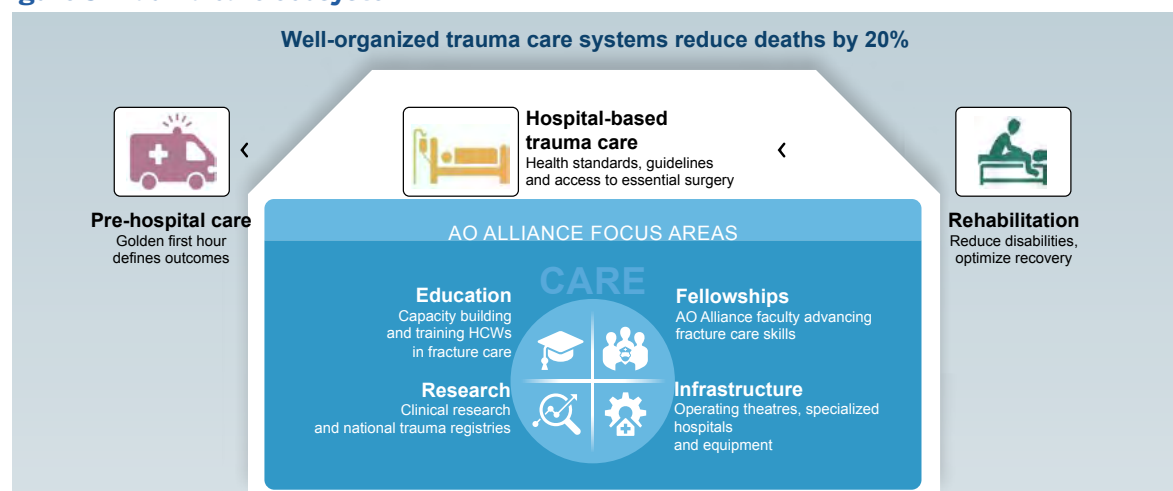 Well-organized trauma care systems reduce deaths by 20%
Pre-hospital care
Golden first hour
defines outcomes
Hospital-based
trauma care
Health standards, guidelines
and access to essential surgery
Rehabilitation
Reduce disabilities,
optimize recovery
AO ALLIANCE FOCUS AREAS
CARE
Education
Capacity building
and training HCWs
in fracture care
Fellowships
AO Alliance faculty advancing
fracture care skills
Research
Clinical research
and national trauma registries
Infrastructure
Operating theatres, specialized
hospitals
and equipment